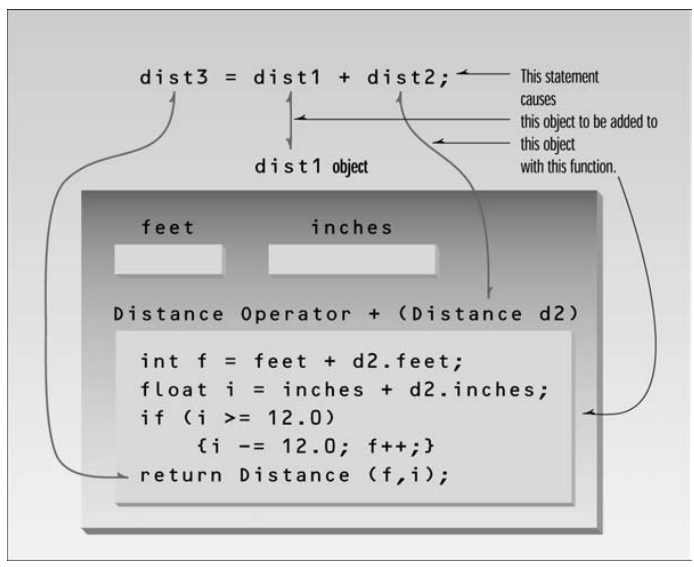 dist3 = dist1 + dist2;
This statement
causes
this object to be added to
this object
with this function.
dist1 object
feet inches
Distance Operator + (Distance d2)
int f = feet + d2.feet;
float i = inches + d2.inches;
if (i >= 12.0)
{i -= 12.0; f++;}
return Distance (f,i);